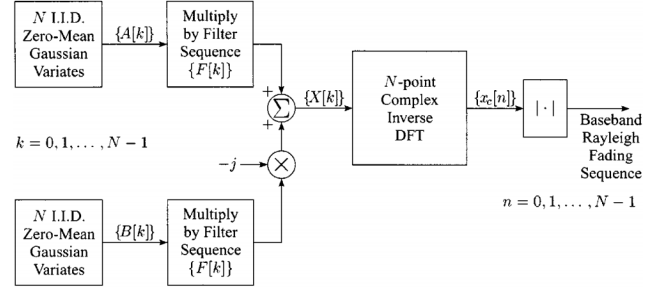 N I.I.D.
Zero-Mean
Gaussian
Variates
{A[k]}
Multiply
by Filter
Sequence
{F[k]}
+
Σ
+
{X[k]}
N-point
Complex
Inverse
DFT
{x_c[n]}
|·|
Baseband
Rayleigh
Fading
Sequence
k = 0, 1, . . . , N − 1
−j
×
n = 0, 1, . . . , N − 1
N I.I.D.
Zero-Mean
Gaussian
Variates
{B[k]}
Multiply
by Filter
Sequence
{F[k]}